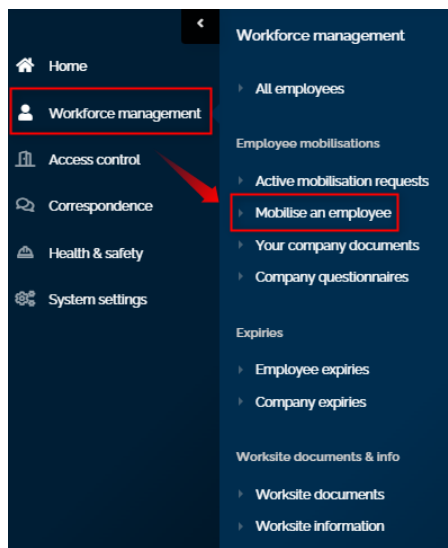 Home
Workforce management
Access control
Correspondence
Health & safety
System settings
Workforce management
All employees
Employee mobilisations
Active mobilisation requests
Mobilise an employee
Your company documents
Company questionnaires
Expiries
Employee expiries
Company expiries
Worksite documents & info
Worksite documents
Worksite information